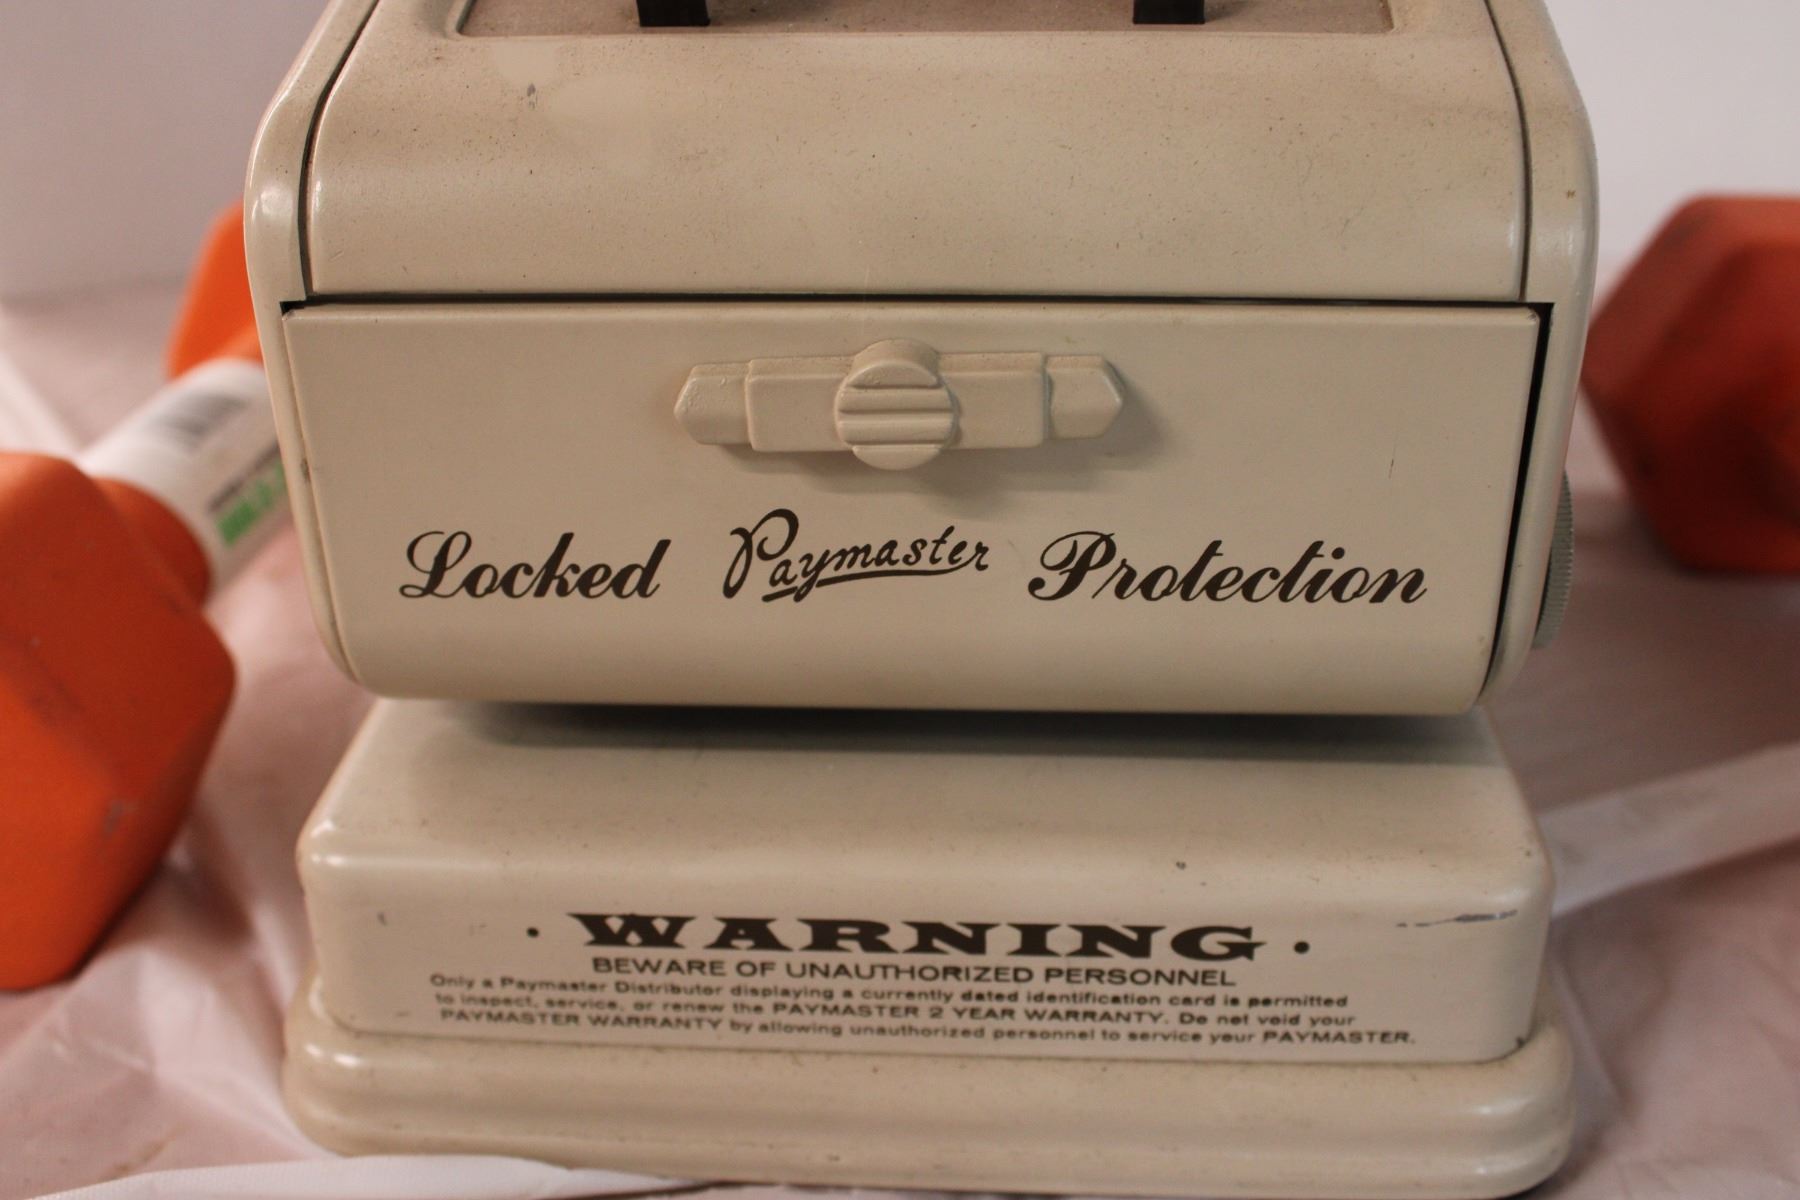 Locked Paymaster Protection
· WARNING ·
BEWARE OF UNAUTHORIZED PERSONNEL
Only a Paymaster Distributor displaying a currently dated identification card is permitted
to inspect, service, or renew the PAYMASTER 2 YEAR WARRANTY. Do not void your
PAYMASTER WARRANTY by allowing unauthorized personnel to service your PAYMASTER.